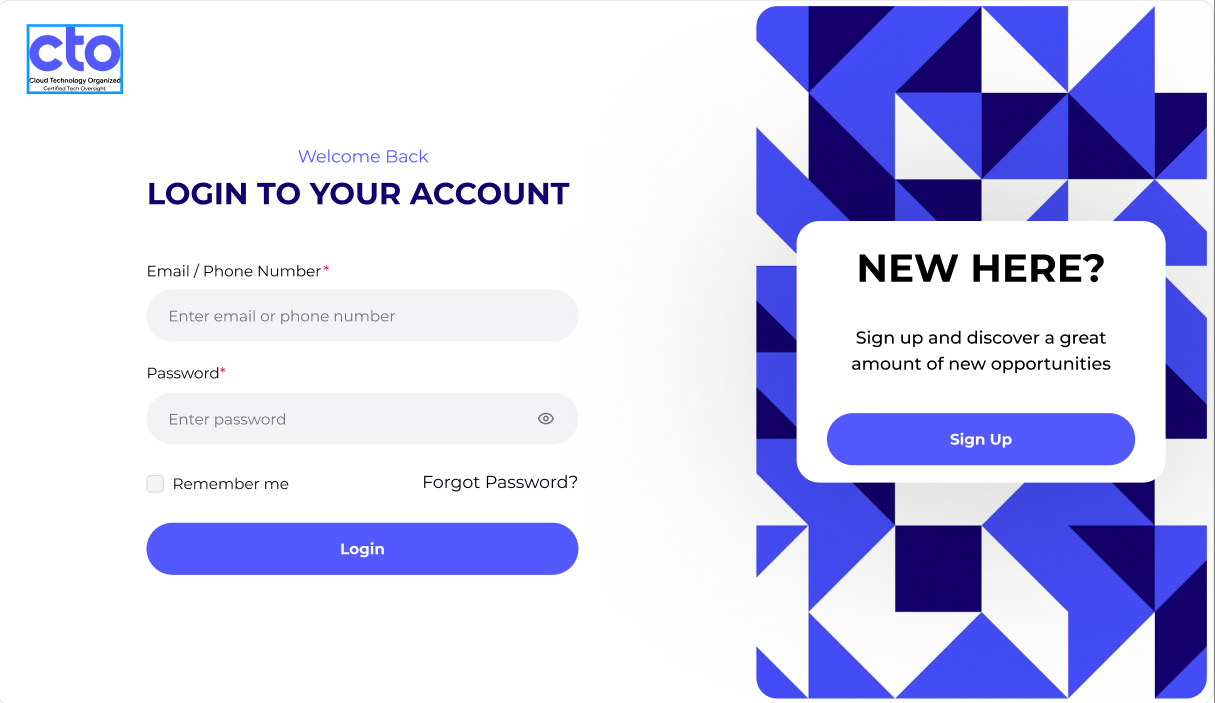 cto
Cloud Technology Organized
Certified Tech Oversight
Welcome Back
LOGIN TO YOUR ACCOUNT
Email / Phone Number*
Enter email or phone number
Password*
Enter password
Remember me
Forgot Password?
Login
NEW HERE?
Sign up and discover a great
amount of new opportunities
Sign Up